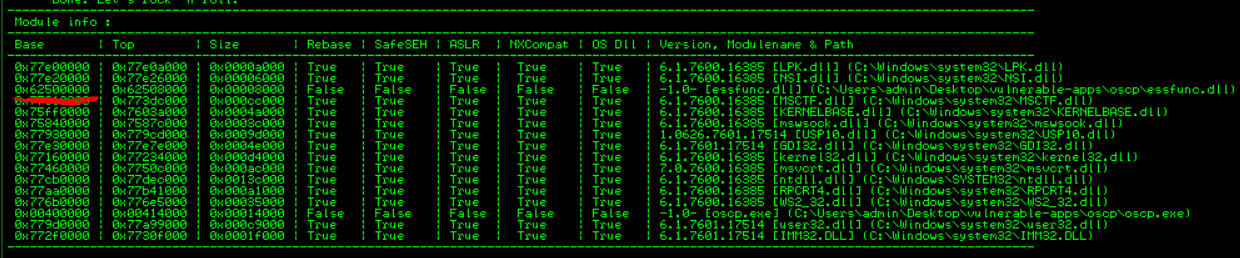 Done. Let's rock 'n roll.
Module info :
Base | Top | Size | Rebase | SafeSEH | ASLR | NXCompat | OS Dll | Version, Modulename & Path
0x77e00000 | 0x77e0a000 | 0x0000a000 | True | True | True | True | True | 6.1.7600.16385 [LPK.dll] (C:\Windows\system32\LPK.dll)
0x77e20000 | 0x77e26000 | 0x00006000 | True | True | True | True | True | 6.1.7600.16385 [NSI.dll] (C:\Windows\system32\NSI.dll)
0x62500000 | 0x62508000 | 0x00008000 | False | False | False | False | False | -1.0- [essfunc.dll] (C:\Users\admin\Desktop\vulnerable-apps\oscp\essfunc.dll)
0x773dc000 | 0x000cc000 | True | True | True | True | True | 6.1.7600.16385 [MSCTF.dll] (C:\Windows\system32\MSCTF.dll)
0x75ff0000 | 0x7603a000 | 0x0004a000 | True | True | True | True | True | 6.1.7600.16385 [KERNELBASE.dll] (C:\Windows\system32\KERNELBASE.dll)
0x75840000 | 0x7587c000 | 0x0003c000 | True | True | True | True | True | 6.1.7600.16385 [mswsock.dll] (C:\Windows\system32\mswsock.dll)
0x77930000 | 0x779cd000 | 0x0009d000 | True | True | True | True | True | 1.0626.7601.17514 [USP10.dll] (C:\Windows\system32\USP10.dll)
0x77e30000 | 0x77e7e000 | 0x0004e000 | True | True | True | True | True | 6.1.7601.17514 [GDI32.dll] (C:\Windows\system32\GDI32.dll)
0x77160000 | 0x77234000 | 0x000d4000 | True | True | True | True | True | 6.1.7600.16385 [kernel32.dll] (C:\Windows\system32\kernel32.dll)
0x77460000 | 0x7750c000 | 0x000ac000 | True | True | True | True | True | 7.0.7600.16385 [msvcrt.dll] (C:\Windows\system32\msvcrt.dll)
0x77cb0000 | 0x77dec000 | 0x0013c000 | True | True | True | True | True | 6.1.7600.16385 [ntdll.dll] (C:\Windows\SYSTEM32\ntdll.dll)
0x77aa0000 | 0x77b41000 | 0x000a1000 | True | True | True | True | True | 6.1.7600.16385 [RPCRT4.dll] (C:\Windows\system32\RPCRT4.dll)
0x776b0000 | 0x776e5000 | 0x00035000 | True | True | True | True | True | 6.1.7600.16385 [WS2_32.dll] (C:\Windows\system32\WS2_32.dll)
0x00400000 | 0x00414000 | 0x00014000 | False | False | False | False | False | -1.0- [oscp.exe] (C:\Users\admin\Desktop\vulnerable-apps\oscp\oscp.exe)
0x779d0000 | 0x77a99000 | 0x000c9000 | True | True | True | True | True | 6.1.7601.17514 [user32.dll] (C:\Windows\system32\user32.dll)
0x772f0000 | 0x7730f000 | 0x0001f000 | True | True | True | True | True | 6.1.7601.17514 [IMM32.DLL] (C:\Windows\system32\IMM32.DLL)